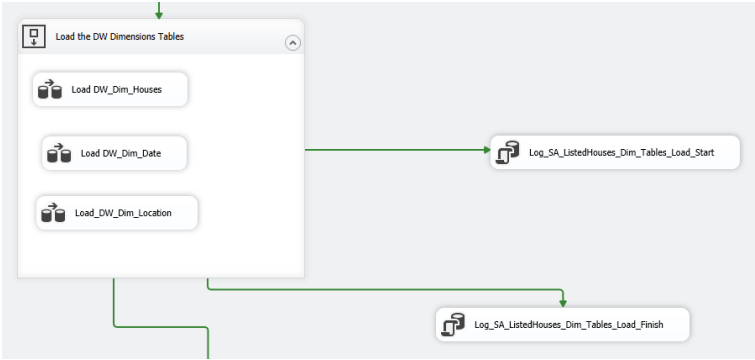 Load the DW Dimensions Tables
Load DW_Dim_Houses
Load DW_Dim_Date
Log_SA_ListedHouses_Dim_Tables_Load_Start
Load_DW_Dim_Location
Log_SA_ListedHouses_Dim_Tables_Load_Finish